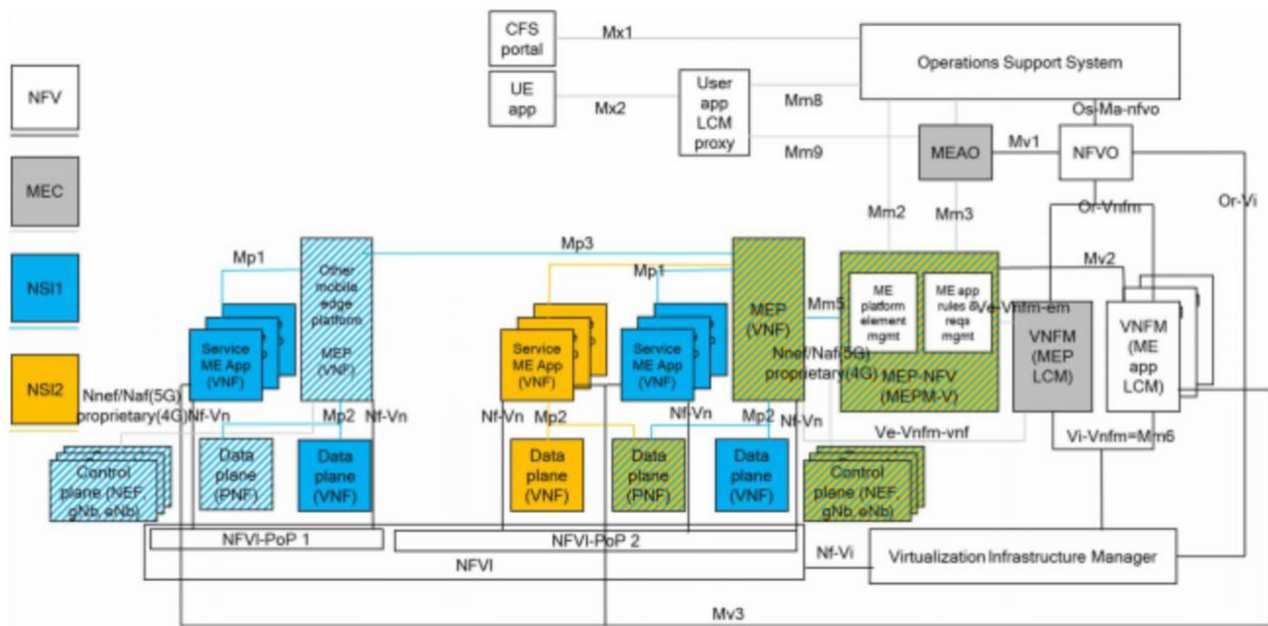 CFS
portal
Mx1
Operations Support System
UE
app
Mx2
User
app
LCM
proxy
Mm8
Mm9
Os-Ma-nfvo
MEAO
Mv1
NFVO
Or-Vi
NFV
MEC
NSI1
NSI2
Mm2
Mm3
Or-Vnfm
Mp1
Other
mobile
edge
platform
MEP
(VNF)
Mp3
Mp1
MEP
(VNF)
Mm5
ME
platform
element
mgmt
ME app
rules &
reqs
mgmt
MEP-NFV
(MEPM-V)
Mv2
Ve-Vnfm-em
VNFM
(MEP
LCM)
VNFM
(ME
app
LCM)
Service
ME App
(VNF)
Service
ME App
(VNF)
Service
ME App
(VNF)
Nnef/Naf(5G)
proprietary(4G)
Nf-Vn
Mp2
Nf-Vn
Nf-Vn
Mp2
Nf-Vn
Mp2
Nf-Vn
Nnef/Naf(5G)
proprietary(4G)
Ve-Vnfm-vnf
Vi-Vnfm=Mm6
Control
plane (NEF,
gNb, eNb)
Data
plane
(PNF)
Data
plane
(VNF)
Data
plane
(VNF)
Data
plane
(PNF)
Data
plane
(VNF)
Control
plane (NEF,
gNb, eNb)
NFVI-PoP 1
NFVI-PoP 2
NFVI
Nf-Vi
Virtualization Infrastructure Manager
Mv3